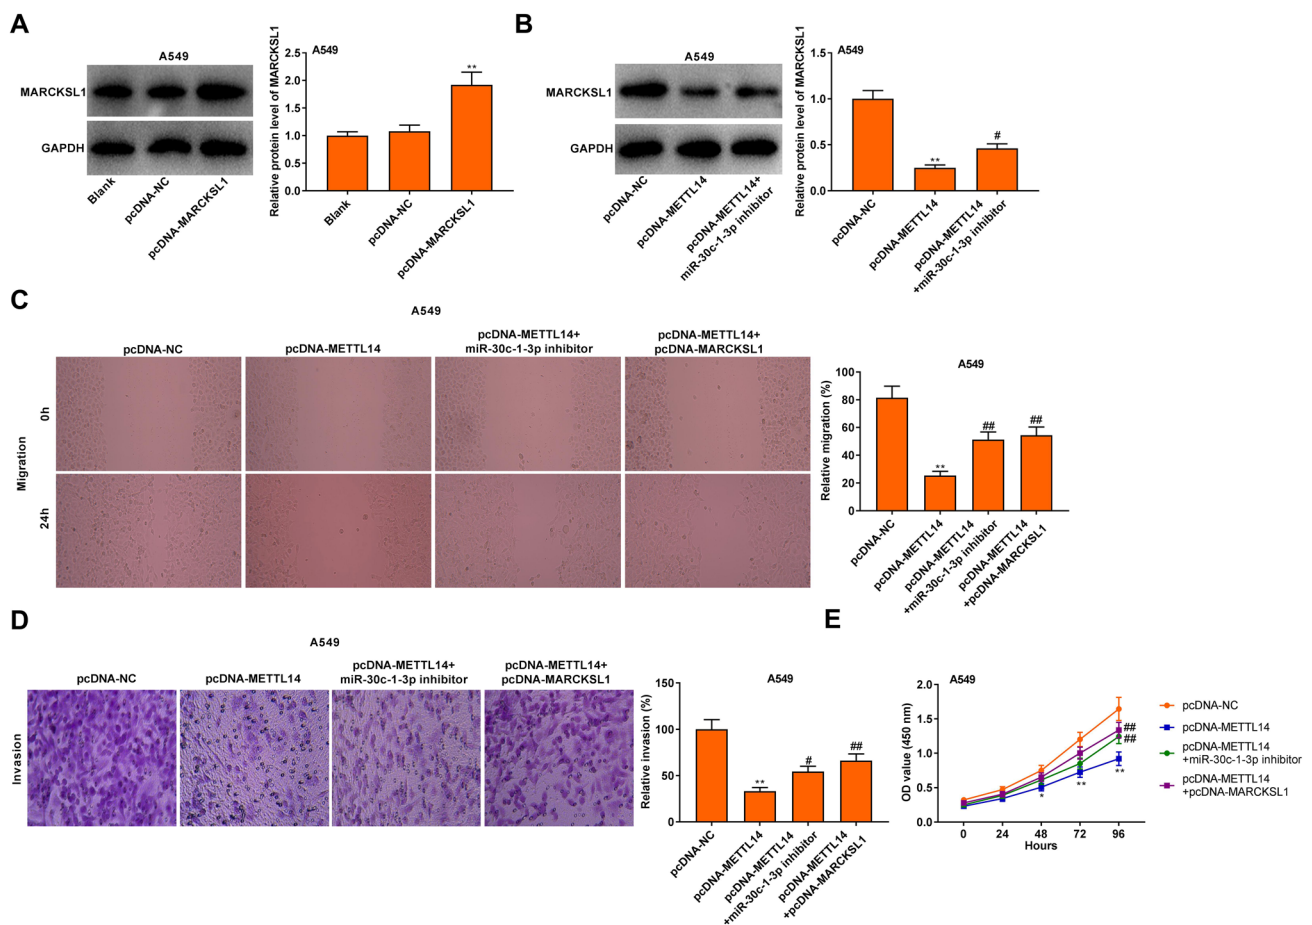 A
A549
MARCKSL1
GAPDH
Blank
pcDNA-NC
pcDNA-MARCKSL1
Relative protein level of MARCKSL1
A549
2.5
2.0
1.5
1.0
0.5
0.0
**
Blank
pcDNA-NC
pcDNA-MARCKSL1
B
A549
MARCKSL1
GAPDH
pcDNA-NC
pcDNA-METTL14
pcDNA-METTL14+
miR-30c-1-3p inhibitor
Relative protein level of MARCKSL1
A549
1.5
1.0
0.5
0.0
**
#
pcDNA-NC
pcDNA-METTL14
pcDNA-METTL14
+miR-30c-1-3p inhibitor
C
A549
pcDNA-NC
pcDNA-METTL14
pcDNA-METTL14+
miR-30c-1-3p inhibitor
pcDNA-METTL14+
pcDNA-MARCKSL1
Migration
0h
24h
Relative migration (%)
A549
100
80
60
40
20
0
**
##
##
pcDNA-NC
pcDNA-METTL14
pcDNA-METTL14
+miR-30c-1-3p inhibitor
pcDNA-METTL14
+pcDNA-MARCKSL1
D
A549
pcDNA-NC
pcDNA-METTL14
pcDNA-METTL14+
miR-30c-1-3p inhibitor
pcDNA-METTL14+
pcDNA-MARCKSL1
Invasion
Relative invasion (%)
A549
150
100
50
0
**
#
##
pcDNA-NC
pcDNA-METTL14
pcDNA-METTL14
+miR-30c-1-3p inhibitor
pcDNA-METTL14
+pcDNA-MARCKSL1
E
A549
OD value (450 nm)
2.0
1.5
1.0
0.5
0.0
0
24
48
72
96
Hours
*
**
**
##
##
pcDNA-NC
pcDNA-METTL14
pcDNA-METTL14
+miR-30c-1-3p inhibitor
pcDNA-METTL14
+pcDNA-MARCKSL1